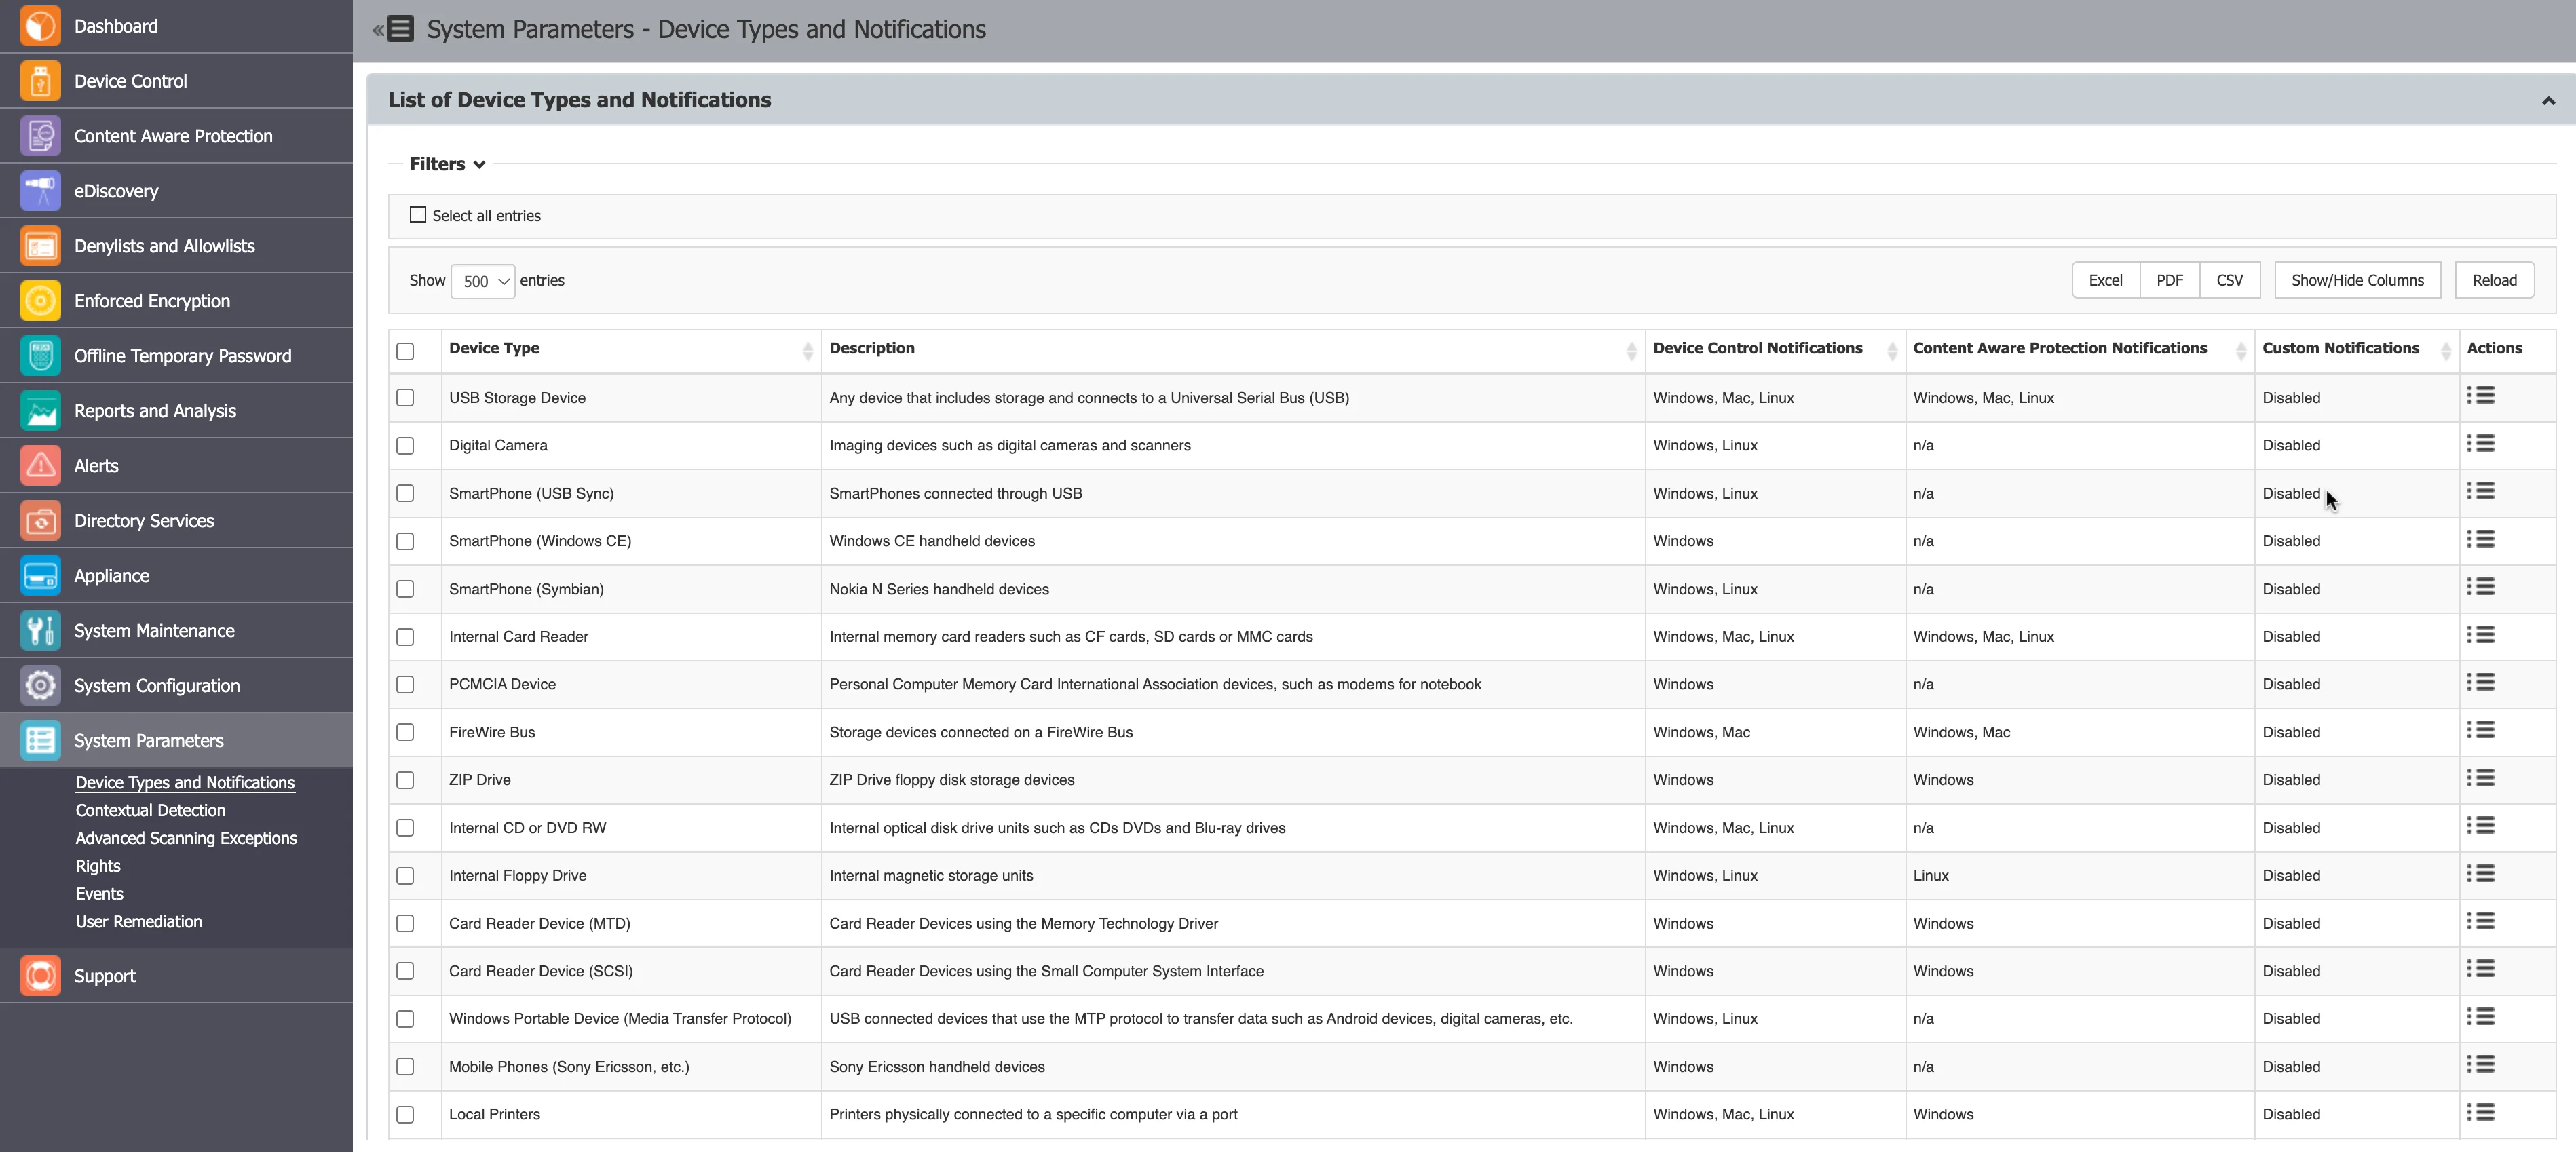 Dashboard
Device Control
Content Aware Protection
eDiscovery
Denylists and Allowlists
Enforced Encryption
Offline Temporary Password
Reports and Analysis
Alerts
Directory Services
Appliance
System Maintenance
System Configuration
System Parameters
Device Types and Notifications
Contextual Detection
Advanced Scanning Exceptions
Rights
Events
User Remediation
Support
System Parameters - Device Types and Notifications
List of Device Types and Notifications
Filters
Select all entries
Show 500 entries Excel PDF CSV Show/Hide Columns Reload
Device Type Description Device Control Notifications Content Aware Protection Notifications Custom Notifications Actions
USB Storage Device Any device that includes storage and connects to a Universal Serial Bus (USB) Windows, Mac, Linux Windows, Mac, Linux Disabled
Digital Camera Imaging devices such as digital cameras and scanners Windows, Linux n/a Disabled
SmartPhone (USB Sync) SmartPhones connected through USB Windows, Linux n/a Disabled
SmartPhone (Windows CE) Windows CE handheld devices Windows n/a Disabled
SmartPhone (Symbian) Nokia N Series handheld devices Windows, Linux n/a Disabled
Internal Card Reader Internal memory card readers such as CF cards, SD cards or MMC cards Windows, Mac, Linux Windows, Mac, Linux Disabled
PCMCIA Device Personal Computer Memory Card International Association devices, such as modems for notebook Windows n/a Disabled
FireWire Bus Storage devices connected on a FireWire Bus Windows, Mac Windows, Mac Disabled
ZIP Drive ZIP Drive floppy disk storage devices Windows Windows Disabled
Internal CD or DVD RW Internal optical disk drive units such as CDs DVDs and Blu-ray drives Windows, Mac, Linux n/a Disabled
Internal Floppy Drive Internal magnetic storage units Windows, Linux Linux Disabled
Card Reader Device (MTD) Card Reader Devices using the Memory Technology Driver Windows Windows Disabled
Card Reader Device (SCSI) Card Reader Devices using the Small Computer System Interface Windows Windows Disabled
Windows Portable Device (Media Transfer Protocol) USB connected devices that use the MTP protocol to transfer data such as Android devices, digital cameras, etc. Windows, Linux n/a Disabled
Mobile Phones (Sony Ericsson, etc.) Sony Ericsson handheld devices Windows n/a Disabled
Local Printers Printers physically connected to a specific computer via a port Windows, Mac, Linux Windows Disabled